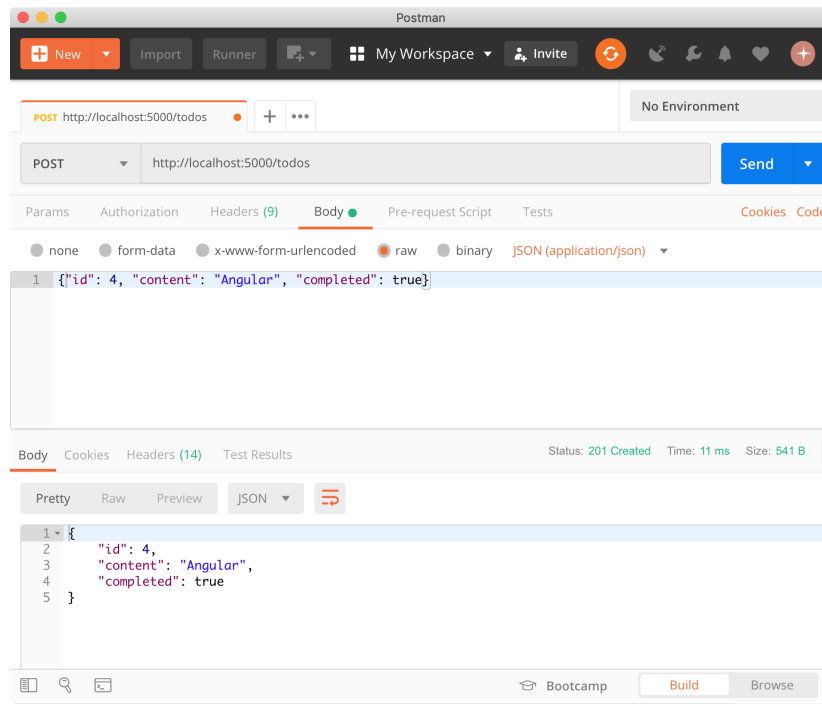 Postman
New Import Runner My Workspace Invite
POST http://localhost:5000/todos ••• No Environment
POST http://localhost:5000/todos Send
Params Authorization Headers (9) Body Pre-request Script Tests Cookies Code
none form-data x-www-form-urlencoded raw binary JSON (application/json)
1 {"id": 4, "content": "Angular", "completed": true}
Body Cookies Headers (14) Test Results Status: 201 Created Time: 11 ms Size: 541 B
Pretty Raw Preview JSON
1 {
2 "id": 4,
3 "content": "Angular",
4 "completed": true
5 }
Bootcamp Build Browse